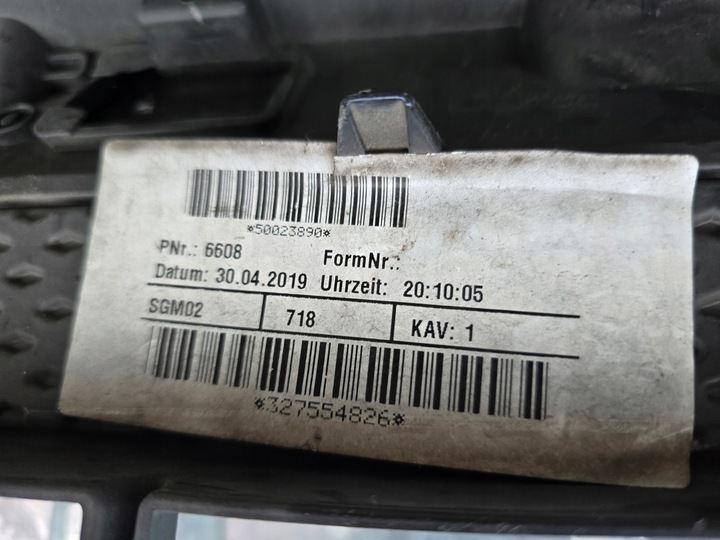 *50023890*
PNr.: 6608 FormNr.:
Datum: 30.04.2019 Uhrzeit: 20:10:05
SGM02 718 KAV: 1
*327554826*